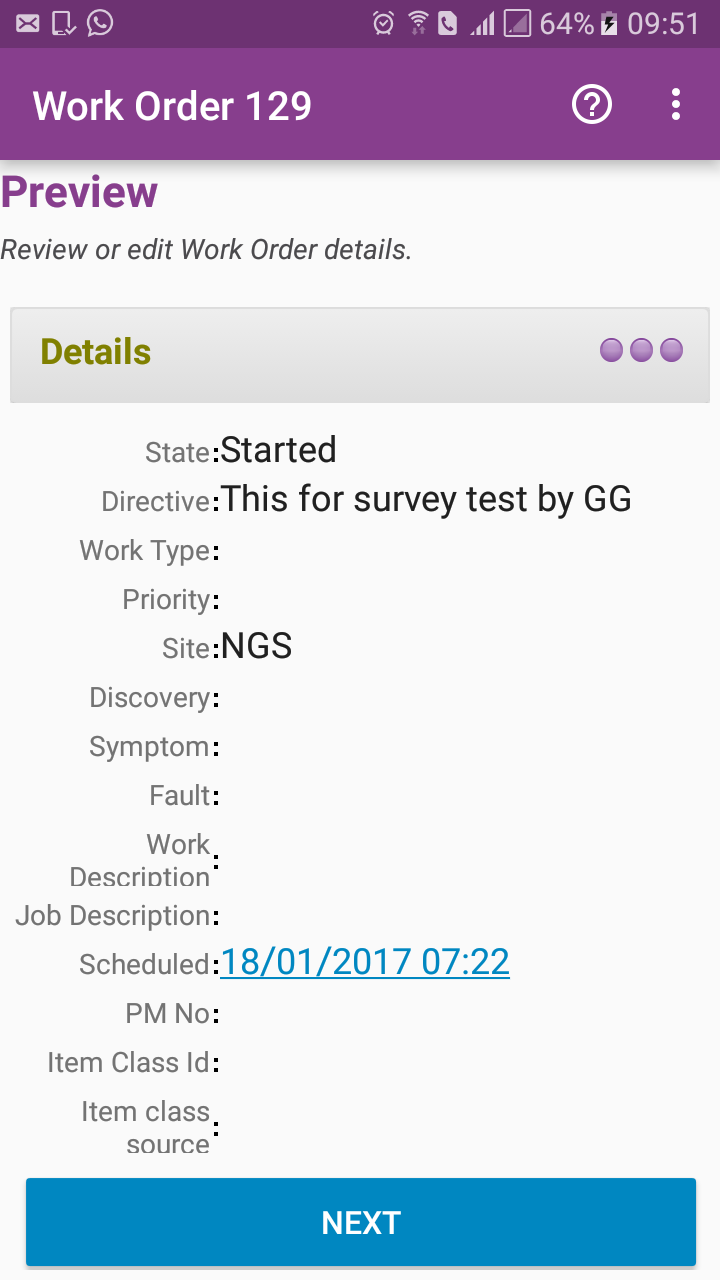 64% 09:51
Work Order 129
Preview
Review or edit Work Order details.
Details
State:Started
Directive:This for survey test by GG
Work Type:
Priority:
Site:NGS
Discovery:
Symptom:
Fault:
Work
Description:
Job Description:
Scheduled:18/01/2017 07:22
PM No:
Item Class Id:
Item class
source:
NEXT